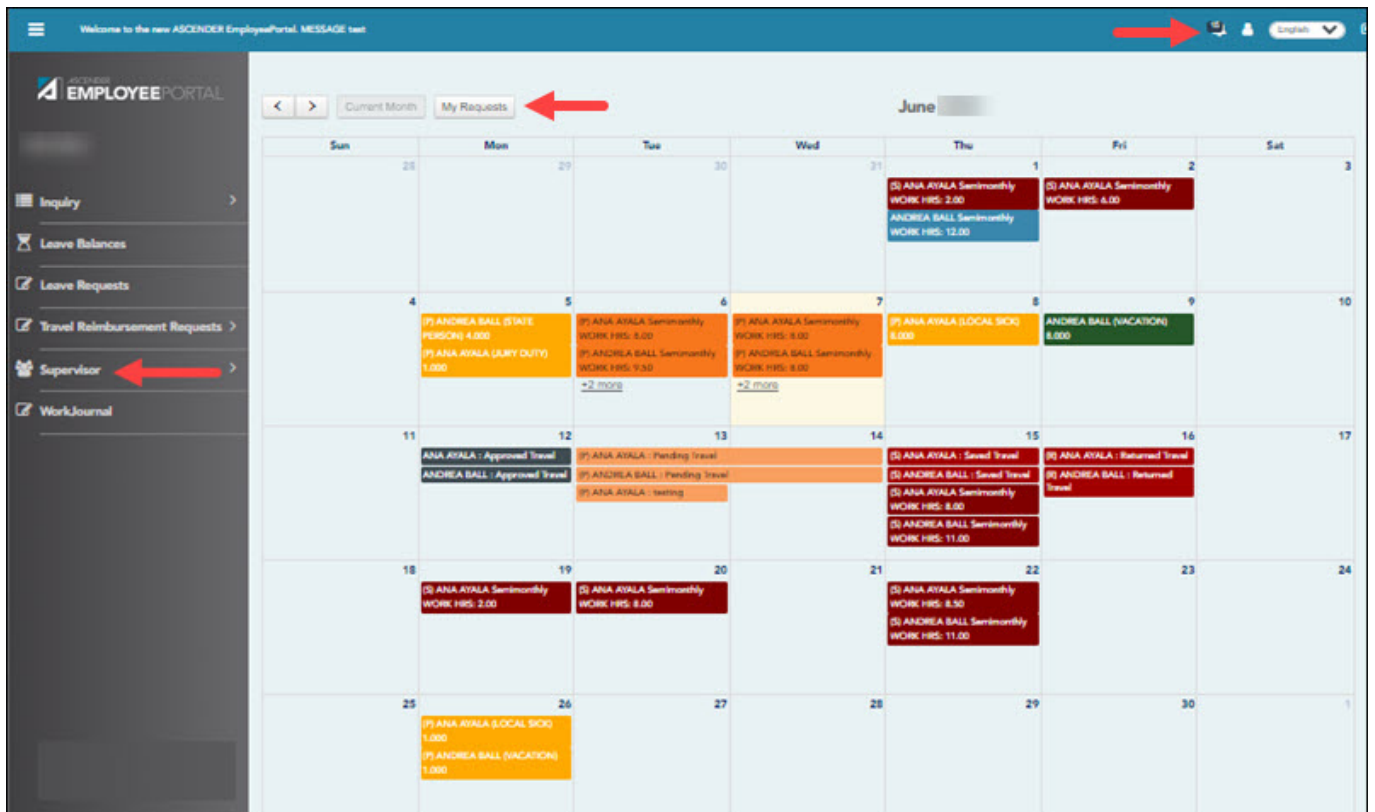 Welcome to the new ASCENDER EmployeePortal. MESSAGE test
English
ASCENDER
EMPLOYEEPORTAL
Inquiry
Leave Balances
Leave Requests
Travel Reimbursement Requests
Supervisor
WorkJournal
Current Month
My Requests
June
Sun Mon Tue Wed Thu Fri Sat
28 29 30 31 1 2 3
(S) ANA AYALA Semimonthly
WORK HRS: 2.00
ANDREA BALL Semimonthly
WORK HRS: 12.00
(S) ANA AYALA Semimonthly
WORK HRS: 6.00
4 5 6 7 8 9 10
(P) ANDREA BALL (STATE
PERSON) 4.000
(P) ANA AYALA (JURY DUTY)
1.000
(P) ANA AYALA Semimonthly
WORK HRS: 8.00
(P) ANDREA BALL Semimonthly
WORK HRS: 9.50
+2 more
(P) ANA AYALA Semimonthly
WORK HRS: 8.00
(P) ANDREA BALL Semimonthly
WORK HRS: 8.00
+2 more
(P) ANA AYALA (LOCAL SICK)
8.000
ANDREA BALL (VACATION)
8.000
11 12 13 14 15 16 17
ANA AYALA : Approved Travel
ANDREA BALL : Approved Travel
(P) ANA AYALA : Pending Travel
(P) ANDREA BALL : Pending Travel
(P) ANA AYALA : testing
(S) ANA AYALA : Saved Travel
(S) ANDREA BALL : Saved Travel
(S) ANA AYALA Semimonthly
WORK HRS: 8.00
(S) ANDREA BALL Semimonthly
WORK HRS: 11.00
(R) ANA AYALA : Returned Travel
(R) ANDREA BALL : Returned
Travel
18 19 20 21 22 23 24
(S) ANA AYALA Semimonthly
WORK HRS: 2.00
(S) ANA AYALA Semimonthly
WORK HRS: 8.00
(S) ANA AYALA Semimonthly
WORK HRS: 8.50
(S) ANDREA BALL Semimonthly
WORK HRS: 11.00
25 26 27 28 29 30 1
(P) ANA AYALA (LOCAL SICK)
1.000
(P) ANDREA BALL (VACATION)
1.000